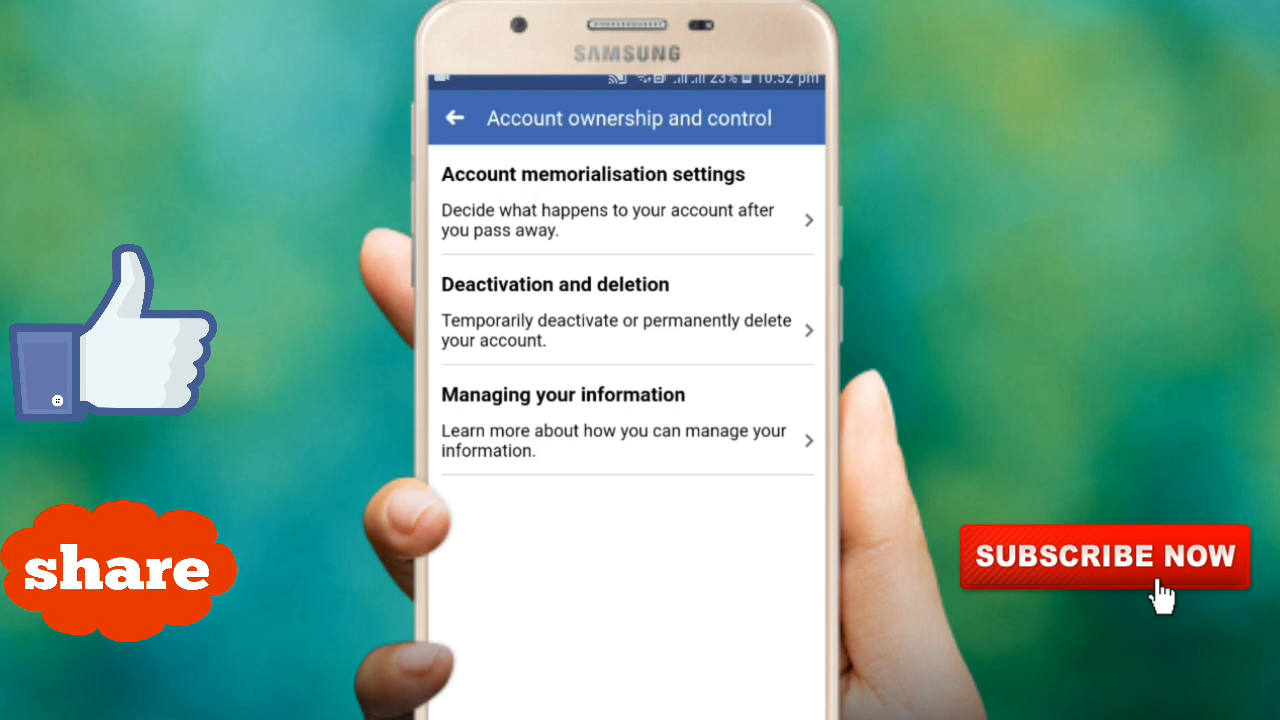 SAMSUNG
23% 10:52 pm
Account ownership and control
Account memorialisation settings
Decide what happens to your account after
you pass away.
Deactivation and deletion
Temporarily deactivate or permanently delete
your account.
Managing your information
Learn more about how you can manage your
information.
share
SUBSCRIBE NOW